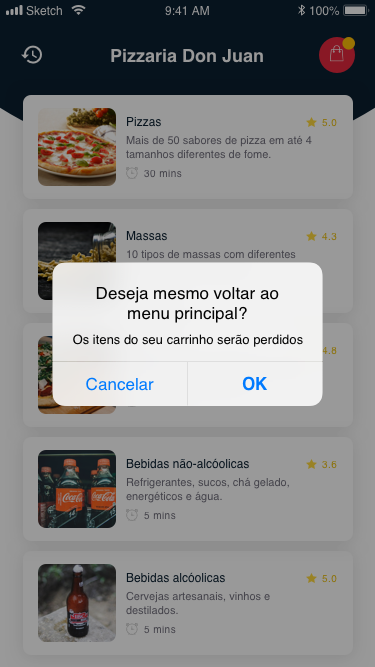 Sketch 9:41 AM 100%
Pizzaria Don Juan
Pizzas 5.0
Mais de 50 sabores de pizza em até 4
tamanhos diferentes de fome.
30 mins
Massas 4.3
10 tipos de massas com diferentes
Deseja mesmo voltar ao
menu principal?
Os itens do seu carrinho serão perdidos
4.8
Cancelar OK
Bebidas não-alcóolicas 3.6
Refrigerantes, sucos, chá gelado,
energéticos e água.
5 mins
Bebidas alcóolicas 5.0
Cervejas artesanais, vinhos e
destilados.
5 mins